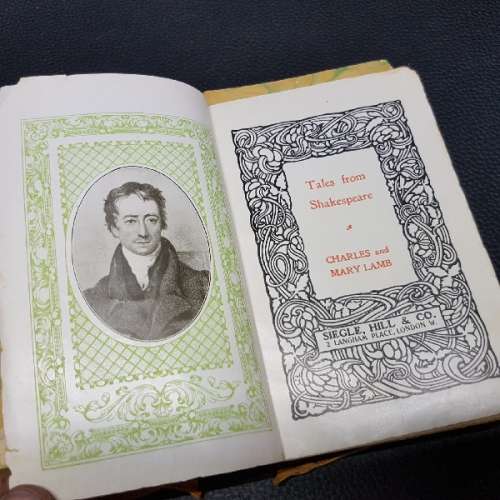 Tales from
Shakespeare
CHARLES and
MARY LAMB
SIEGLE, HILL & CO.
2 LANGHAM PLACE, LONDON W.